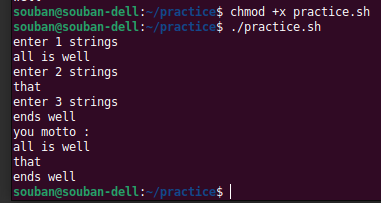 souban@souban-dell:~/practice$ chmod +x practice.sh
souban@souban-dell:~/practice$ ./practice.sh
enter 1 strings
all is well
enter 2 strings
that
enter 3 strings
ends well
you motto :
all is well
that
ends well
souban@souban-dell:~/practice$